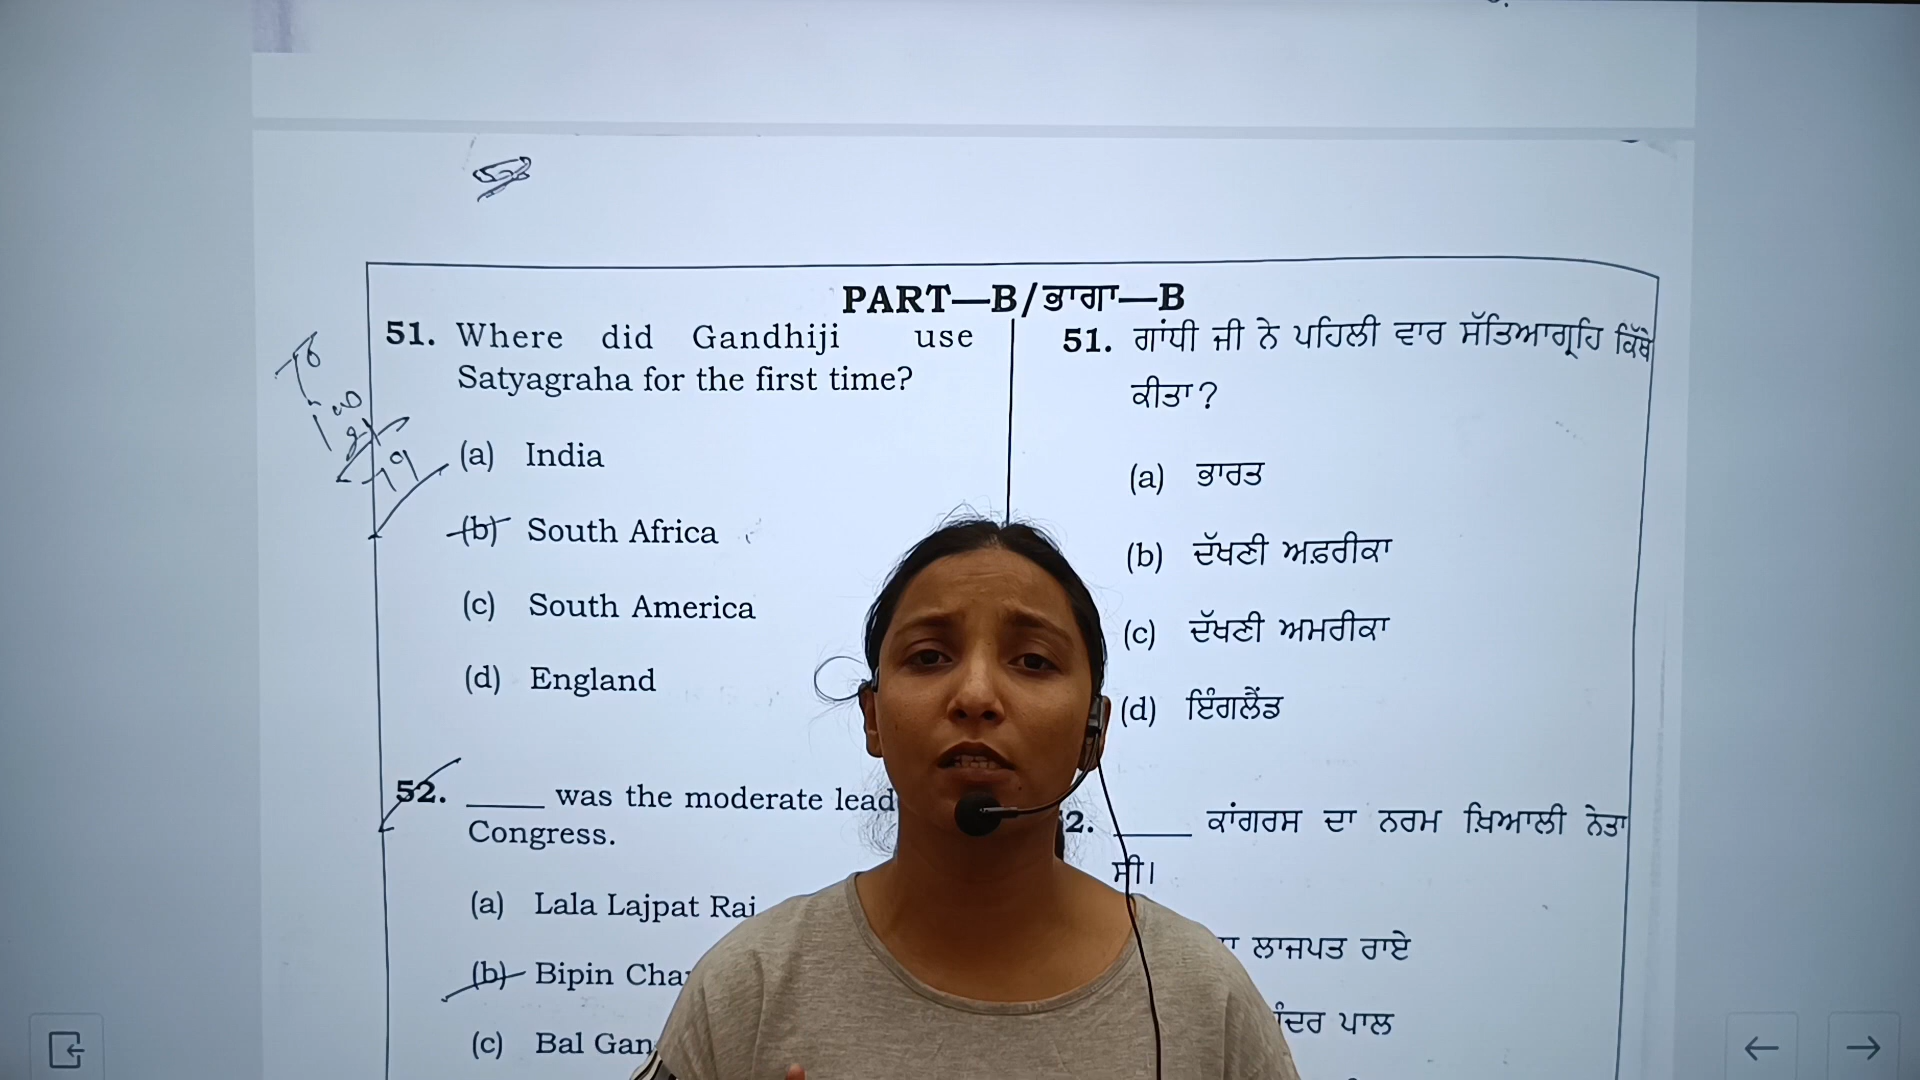 PART—B/ਭਾਗਾ—B
51. Where did Gandhiji use
Satyagraha for the first time?
(a) India
(b) South Africa
(c) South America
(d) England
52. ____ was the moderate lead
Congress.
(a) Lala Lajpat Rai
(b) Bipin Cha
(c) Bal Gan
51. ਗਾਂਧੀ ਜੀ ਨੇ ਪਹਿਲੀ ਵਾਰ ਸੱਤਿਆਗ੍ਰਹਿ ਕਿੱਥੇ
ਕੀਤਾ?
(a) ਭਾਰਤ
(b) ਦੱਖਣੀ ਅਫ਼ਰੀਕਾ
(c) ਦੱਖਣੀ ਅਮਰੀਕਾ
(d) ਇੰਗਲੈਂਡ
2. ____ ਕਾਂਗਰਸ ਦਾ ਨਰਮ ਖ਼ਿਆਲੀ ਨੇਤਾ
ਸੀ।
ਲਾਜਪਤ ਰਾਏ
ਪਾਲ